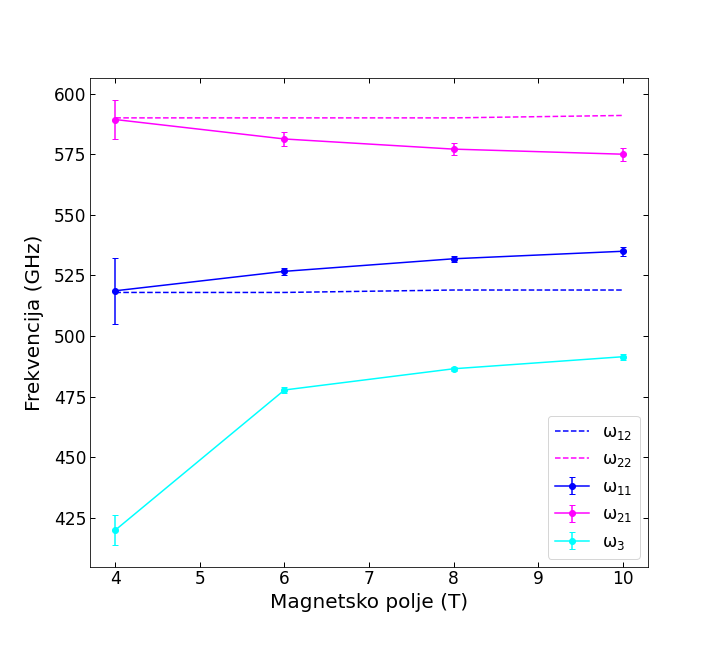 600
575
550
525
500
475
450
425
4 5 6 7 8 9 10
Frekvencija (GHz)
Magnetsko polje (T)
ω₁₂
ω₂₂
ω₁₁
ω₂₁
ω₃